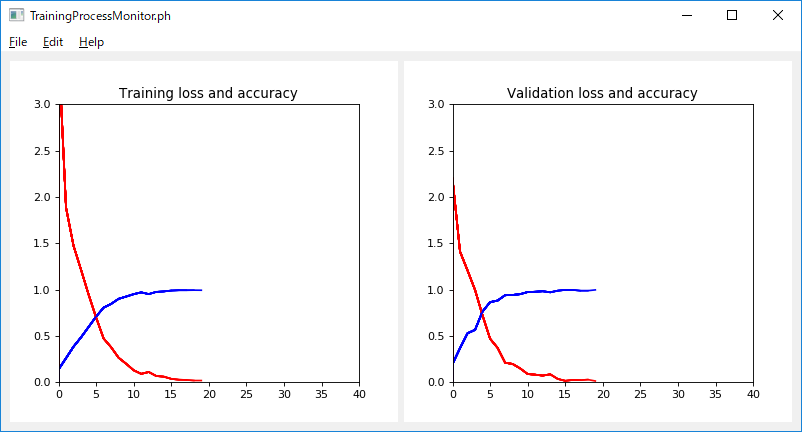 TrainingProcessMonitor.ph
File Edit Help
Training loss and accuracy
3.0
2.5
2.0
1.5
1.0
0.5
0.0
0 5 10 15 20 25 30 35 40
Validation loss and accuracy
3.0
2.5
2.0
1.5
1.0
0.5
0.0
0 5 10 15 20 25 30 35 40